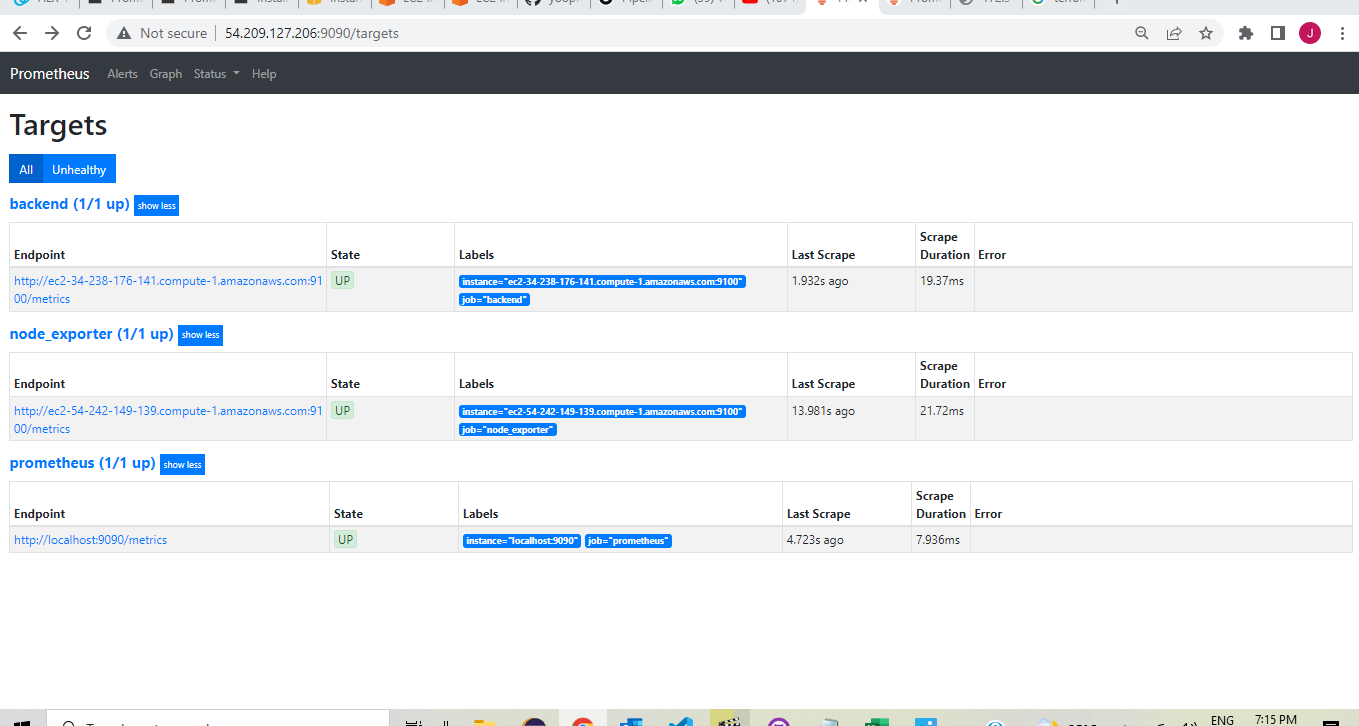 Not secure
54.209.127.206:9090/targets
J
Prometheus Alerts Graph Status Help
Targets
All Unhealthy
backend (1/1 up) show less
Endpoint State Labels Last Scrape Scrape Duration Error
http://ec2-34-238-176-141.compute-1.amazonaws.com:91
00/metrics
UP
instance="ec2-34-238-176-141.compute-1.amazonaws.com:9100"
job="backend"
1.932s ago
19.37ms
node_exporter (1/1 up) show less
Endpoint State Labels Last Scrape Scrape Duration Error
http://ec2-54-242-149-139.compute-1.amazonaws.com:91
00/metrics
UP
instance="ec2-54-242-149-139.compute-1.amazonaws.com:9100"
job="node_exporter"
13.981s ago
21.72ms
prometheus (1/1 up) show less
Endpoint State Labels Last Scrape Scrape Duration Error
http://localhost:9090/metrics
UP
instance="localhost:9090" job="prometheus"
4.723s ago
7.936ms
ENG
7:15 PM